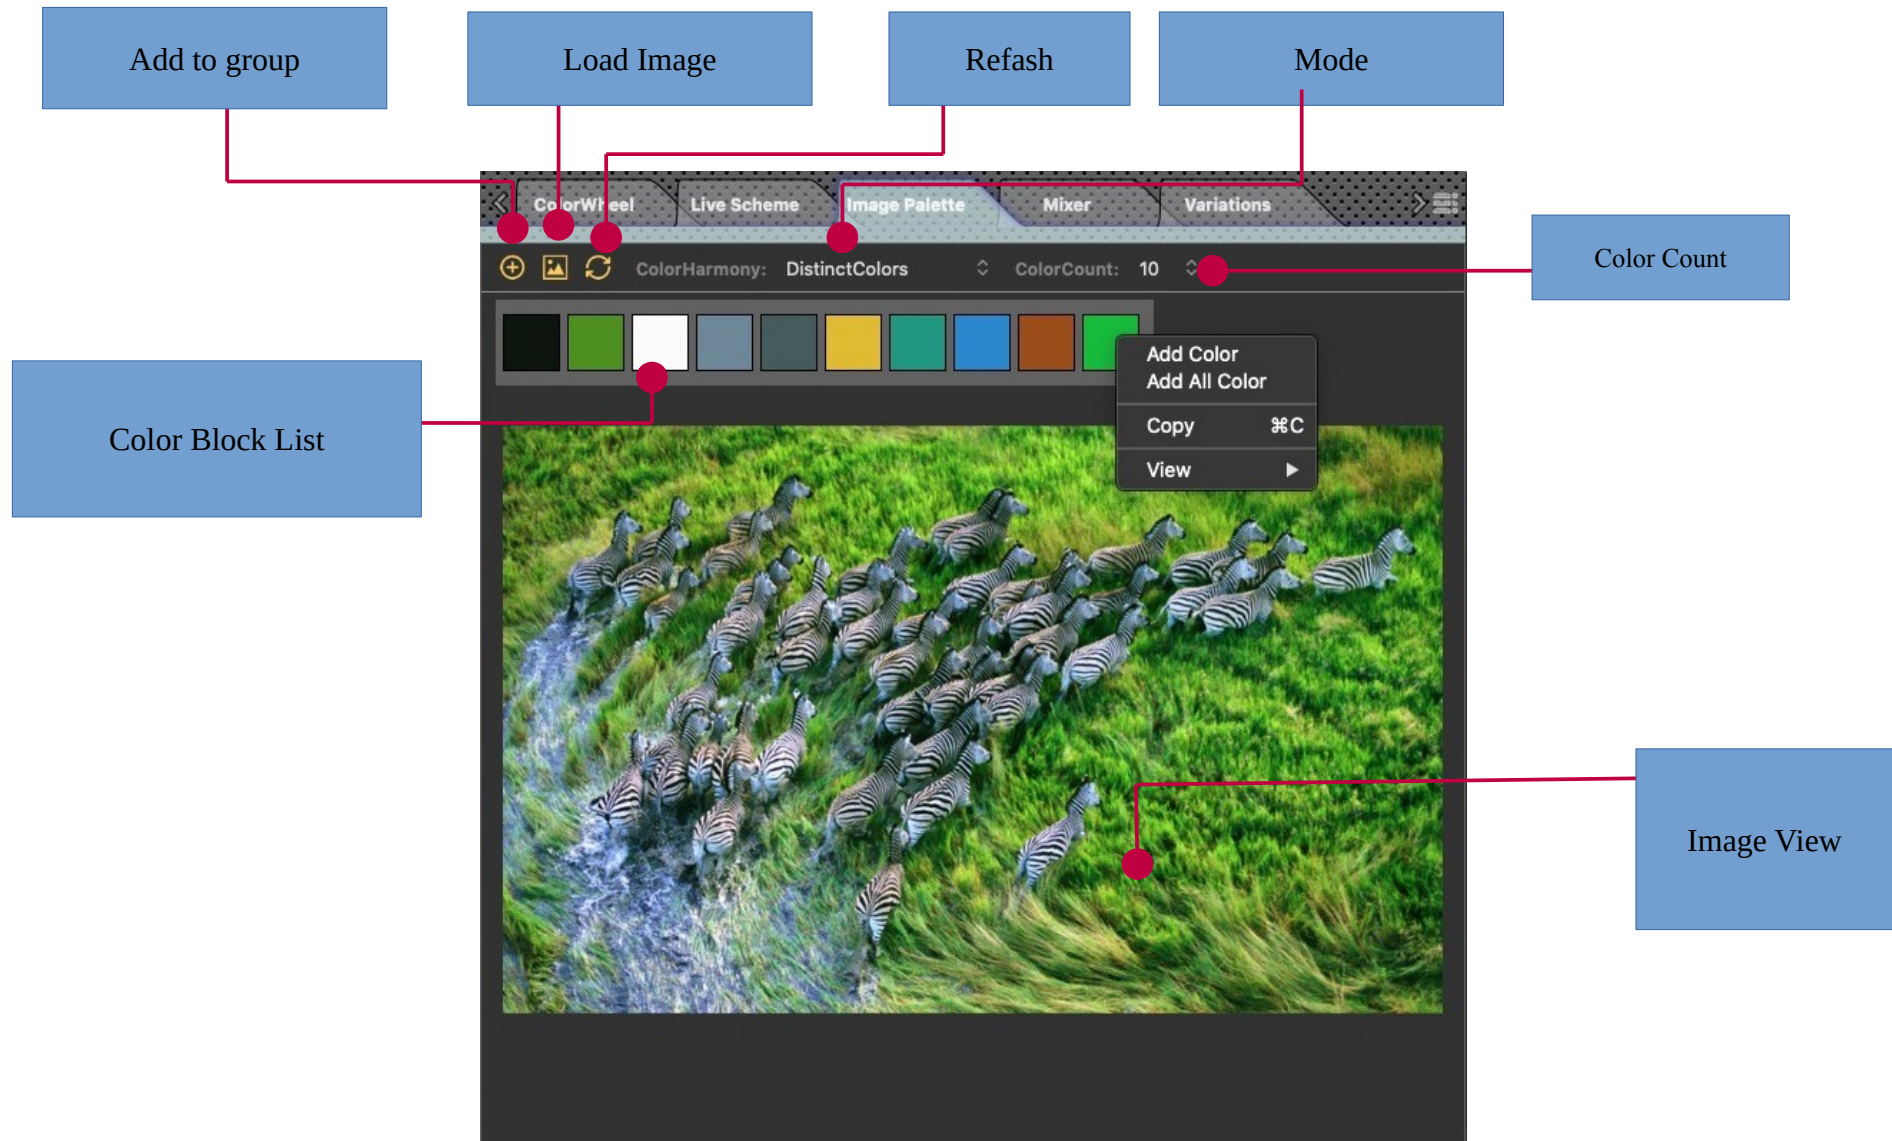 Add to group
Load Image
Refash
Mode
ColorWheel
Live Scheme
Image Palette
Mixer
Variations
ColorHarmony: DistinctColors
ColorCount: 10
Color Count
Add Color
Add All Color
Copy ⌘C
View ▶
Color Block List
Image View